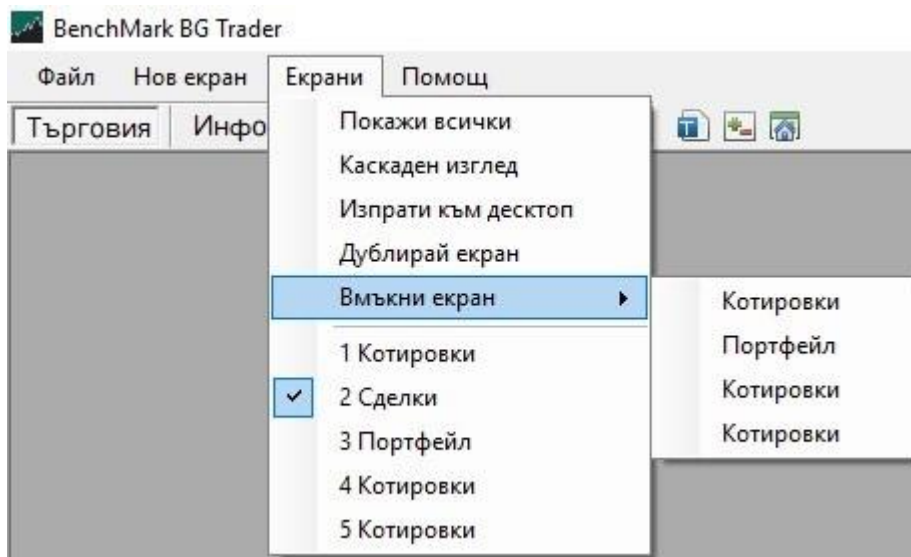 BenchMark BG Trader
Файл Нов екран Екрани Помощ
Търговия Инфо
Покажи всички
Каскаден изглед
Изпрати към десктоп
Дублирай екран
Вмъкни екран
Котировки
Портфейл
Котировки
Котировки
1 Котировки
2 Сделки
3 Портфейл
4 Котировки
5 Котировки